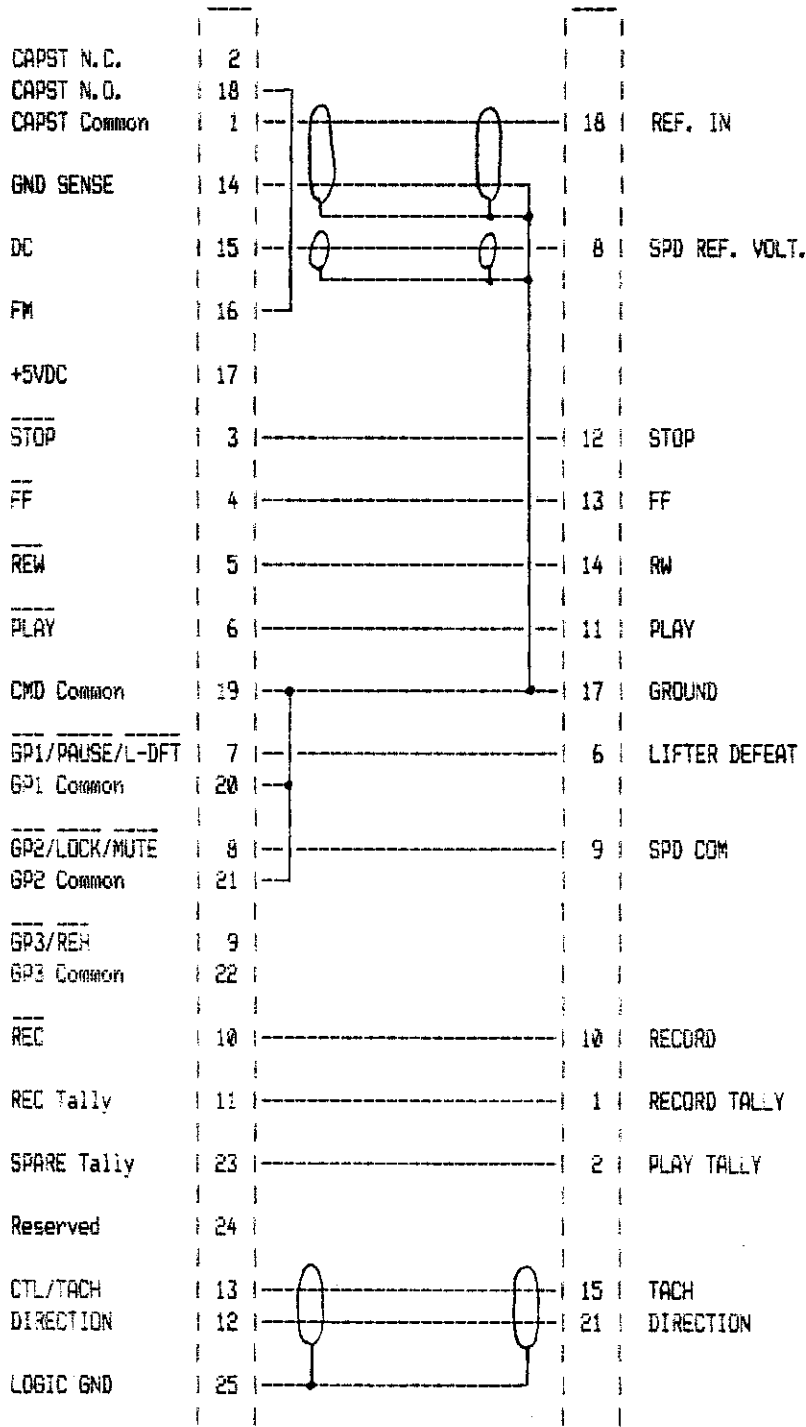 CAPST N.C. 2
CAPST N.O. 18
CAPST Common 1 18 REF. IN
GND SENSE 14
DC 15 8 SPD REF. VOLT.
FM 16
+5VDC 17
STOP 3 12 STOP
FF 4 13 FF
REW 5 14 RW
PLAY 6 11 PLAY
CMD Common 19 17 GROUND
GP1/PAUSE/L-DFT 7 6 LIFTER DEFEAT
GP1 Common 20
GP2/LOCK/MUTE 8 9 SPD COM
GP2 Common 21
GP3/REH 9
GP3 Common 22
REC 10 10 RECORD
REC Tally 11 1 RECORD TALLY
SPARE Tally 23 2 PLAY TALLY
Reserved 24
CTL/TACH 13 15 TACH
DIRECTION 12 21 DIRECTION
LOGIC GND 25